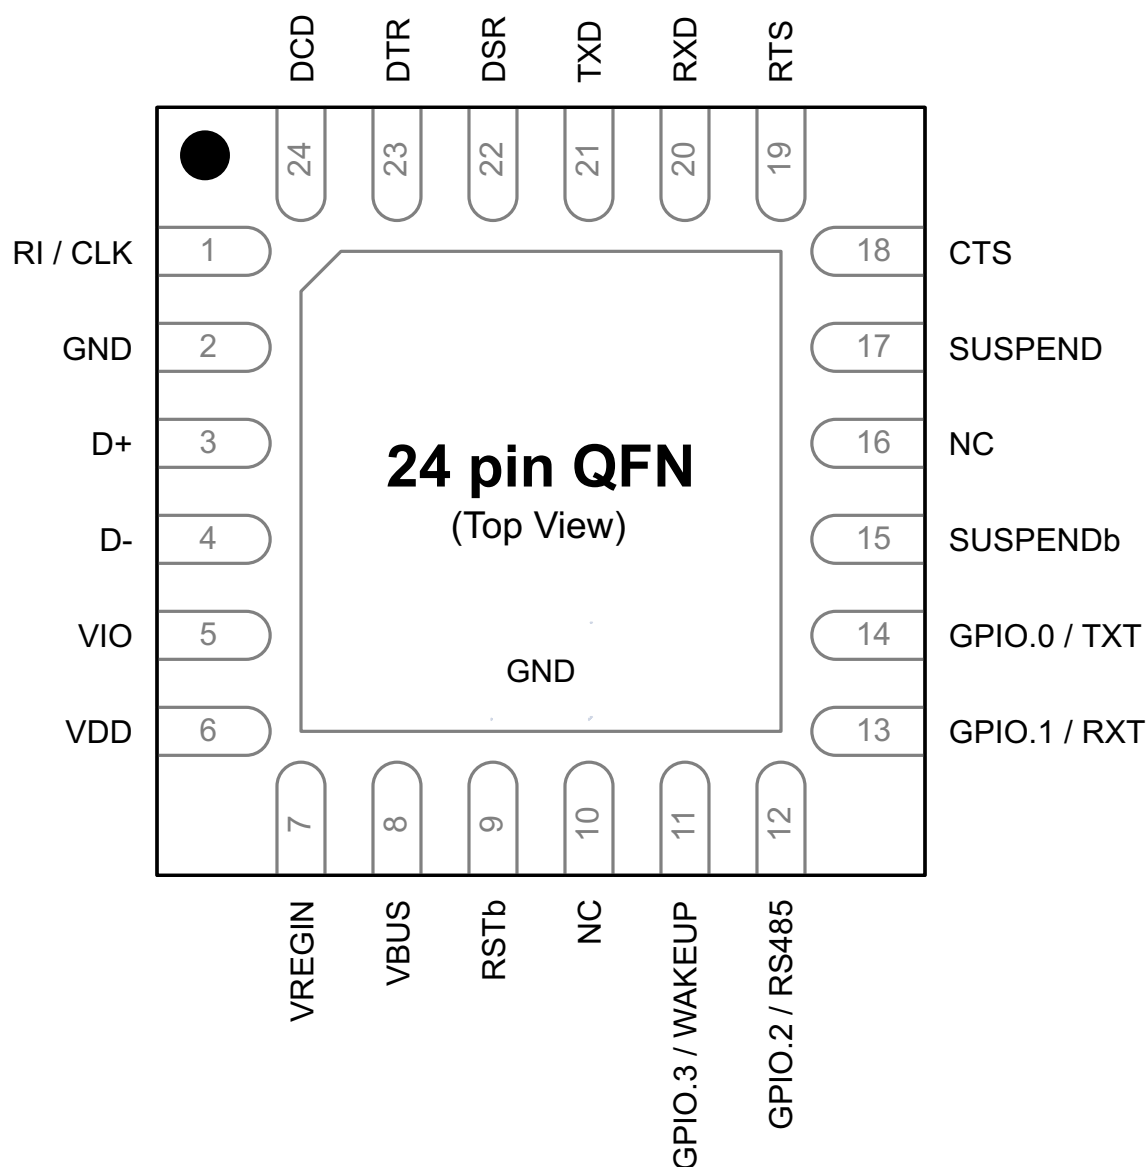 DCD
DTR
DSR
TXD
RXD
RTS
24
23
22
21
20
19
RI / CLK 1
18 CTS
GND 2
17 SUSPEND
D+ 3
16 NC
D- 4
15 SUSPENDb
VIO 5
14 GPIO.0 / TXT
VDD 6
13 GPIO.1 / RXT
24 pin QFN
(Top View)
GND
7
8
9
10
11
12
VREGIN
VBUS
RSTb
NC
GPIO.3 / WAKEUP
GPIO.2 / RS485